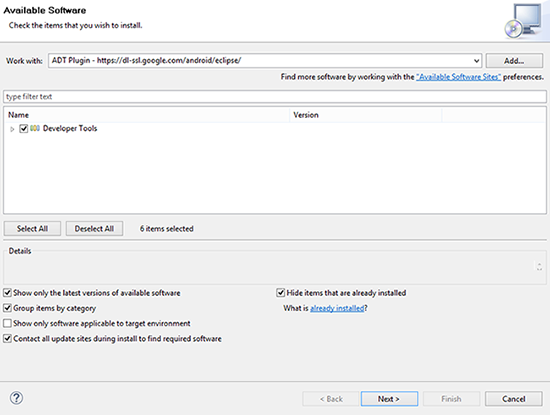 Available Software
Check the items that you wish to install.
Work with: ADT Plugin - https://dl-ssl.google.com/android/eclipse/ Add...
Find more software by working with the "Available Software Sites" preferences.
type filter text
Name Version
Developer Tools
Select All Deselect All 6 items selected
Details
Show only the latest versions of available software Hide items that are already installed
Group items by category What is already installed?
Show only software applicable to target environment
Contact all update sites during install to find required software
? < Back Next > Finish Cancel